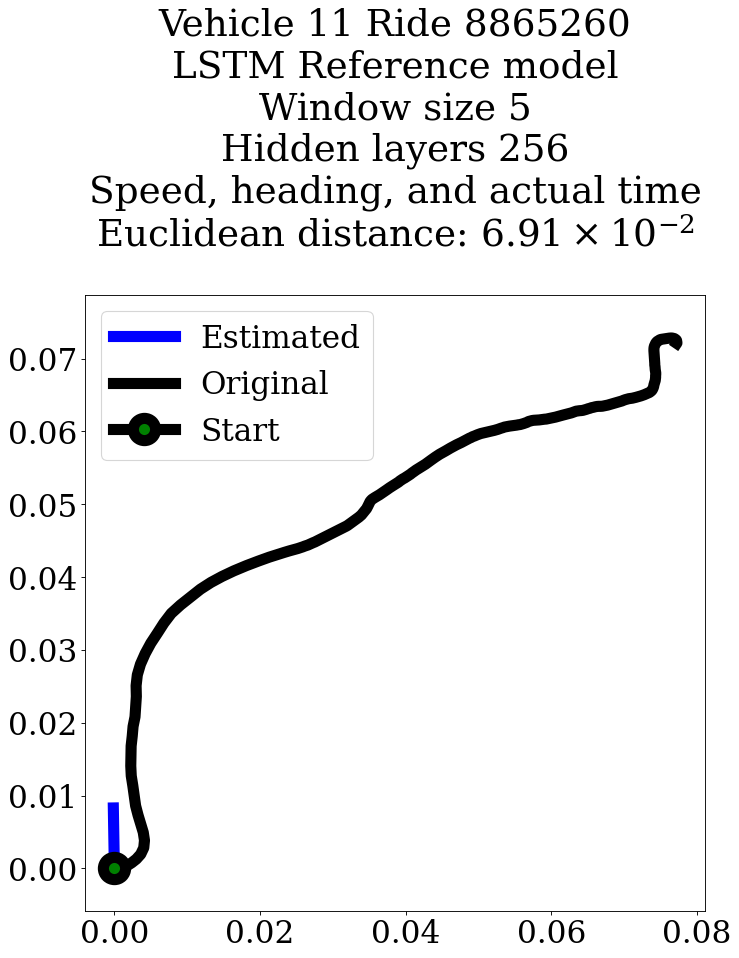 Vehicle 11 Ride 8865260
LSTM Reference model
Window size 5
Hidden layers 256
Speed, heading, and actual time
Euclidean distance: 6.91 × 10⁻²
Estimated
Original
Start
0.07
0.06
0.05
0.04
0.03
0.02
0.01
0.00
0.00 0.02 0.04 0.06 0.08